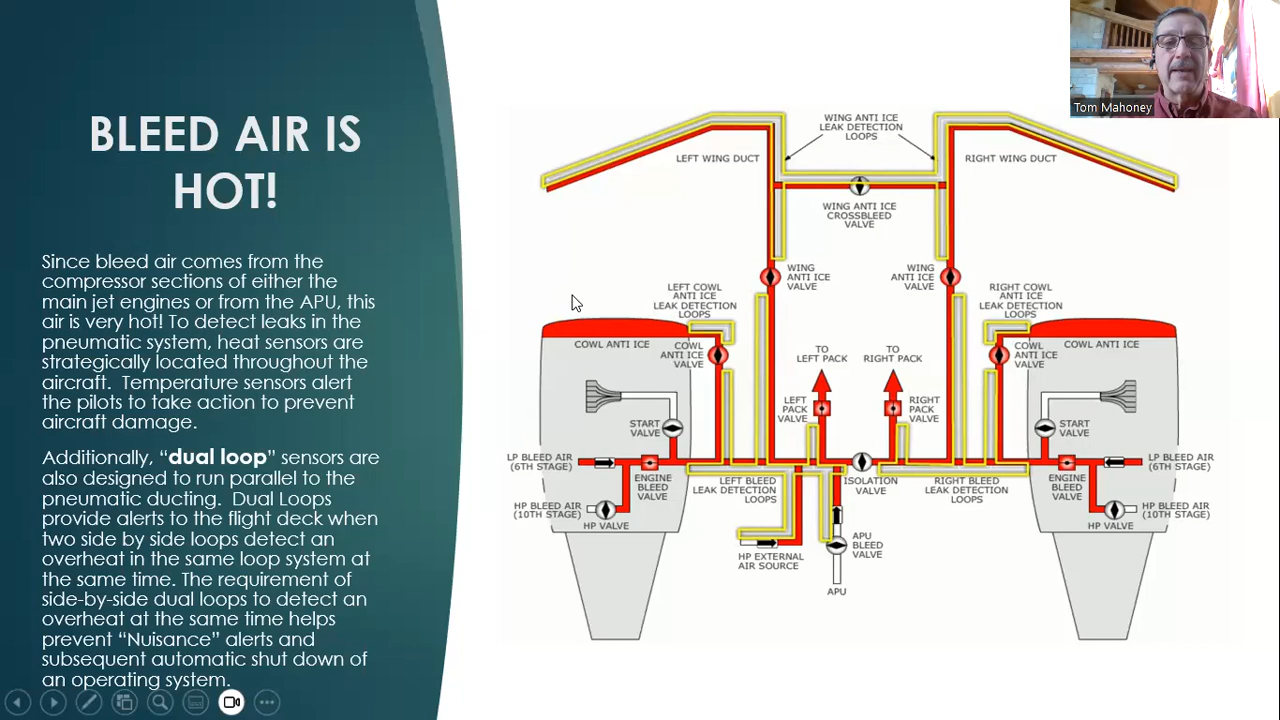 BLEED AIR IS
HOT!
Since bleed air comes from the
compressor sections of either the
main jet engines or from the APU, this
air is very hot! To detect leaks in the
pneumatic system, heat sensors are
strategically located throughout the
aircraft. Temperature sensors alert
the pilots to take action to prevent
aircraft damage.
Additionally, “dual loop” sensors are
also designed to run parallel to the
pneumatic ducting. Dual Loops
provide alerts to the flight deck when
two side by side loops detect an
overheat in the same loop system at
the same time. The requirement of
side-by-side dual loops to detect an
overheat at the same time helps
prevent “Nuisance” alerts and
subsequent automatic shut down of
an operating system.
Tom Mahoney
WING ANTI ICE
LEAK DETECTION
LOOPS
LEFT WING DUCT
RIGHT WING DUCT
WING ANTI ICE
CROSSBLEED
VALVE
WING
ANTI ICE
VALVE
WING
ANTI ICE
VALVE
LEFT COWL
ANTI ICE
LEAK DETECTION
LOOPS
RIGHT COWL
ANTI ICE
LEAK DETECTION
LOOPS
COWL ANTI ICE
COWL
ANTI ICE
VALVE
TO
LEFT PACK
TO
RIGHT PACK
COWL
ANTI ICE
VALVE
COWL ANTI ICE
LEFT
PACK
VALVE
RIGHT
PACK
VALVE
START
VALVE
START
VALVE
LP BLEED AIR
(6TH STAGE)
ENGINE
BLEED
VALVE
LEFT BLEED
LEAK DETECTION
LOOPS
ISOLATION
VALVE
RIGHT BLEED
LEAK DETECTION
LOOPS
ENGINE
BLEED
VALVE
LP BLEED AIR
(6TH STAGE)
HP BLEED AIR
(10TH STAGE)
HP VALVE
HP VALVE
HP BLEED AIR
(10TH STAGE)
HP EXTERNAL
AIR SOURCE
APU
BLEED
VALVE
APU